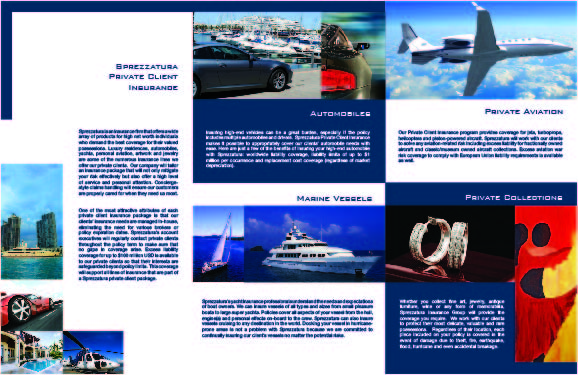 Sprezzatura
Private Client
Insurance
Sprezzatura is an insurance firm that offers a wide
array of products for high net worth individuals
who demand the best coverage for their valued
possessions. Luxury residences, automobiles,
yachts, personal aviation, artwork and jewelry
are some of the numerous insurance lines we
offer our private clients. Our company will tailor
an insurance package that will not only mitigate
your risk effectively but also offer a high level
of service and personal attention. Concierge-
style claims handling will ensure our customers
are properly cared for when they need us most.
One of the most attractive attributes of each
private client insurance package is that our
clients' insurance needs are managed in-house,
eliminating the need for various brokers or
policy expiration dates. Sprezzatura's account
executives will regularly contact private clients
throughout the policy term to make sure that
no gaps in coverage arise. Excess liability
coverage for up to $100 million USD is available
to our private clients so that their interests are
safeguarded beyond policy limits. This coverage
will support all lines of insurance that are part of
a Sprezzatura private client package.
Automobiles
Insuring high-end vehicles can be a great burden, especially if the policy
includes multiple automobiles and drivers. Sprezzatura Private Client Insurance
makes it possible to appropriately cover our clients' automobile needs with
ease. Here are just a few of the benefits of insuring your high-end automobile
with Sprezzatura: worldwide liability coverage, liability limits of up to $1
million per occurrence and replacement cost coverage (regardless of market
depreciation).
Private Aviation
Our Private Client Insurance program provides coverage for jets, turboprops,
helicopters and piston-powered aircraft. Sprezzatura will work with our clients
to solve any aviation-related risk including excess liability for fractionally owned
aircraft and classic/museum owned aircraft collections. Excess aviation war
risk coverage to comply with European Union liability requirements is available
as well.
Marine Vessels
Sprezzatura's yacht insurance professionals understand the needs and expectations
of boat owners. We can insure vessels of all types and sizes from small pleasure
boats to large super yachts. Policies cover all aspects of your vessel from the hull,
engine(s) and personal effects on-board to the crew. Sprezzatura can also insure
vessels cruising to any destination in the world. Docking your vessel in hurricane-
prone areas is not a problem with Sprezzatura because we are committed to
continually insuring our client's vessels no matter the potential risks.
Private Collections
Whether you collect fine art, jewelry, antique
furniture, wine or any form of memorabilia,
Sprezzatura Insurance Group will provide the
coverage you require. We work with our clients
to protect their most delicate, valuable and rare
possessions. Regardless of their location, each
piece included on your policy is covered in the
event of damage due to theft, fire, earthquake,
flood, hurricane and even accidental breakage.